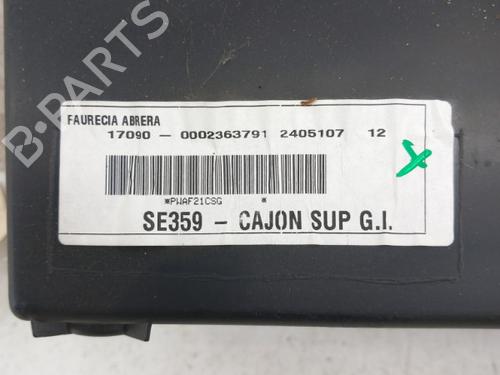 B-PARTS
FAURECIA ABRERA
17090 - 0002363791 2405107 12
*PWAF21CSG *
SE359 - CAJON SUP G.I.